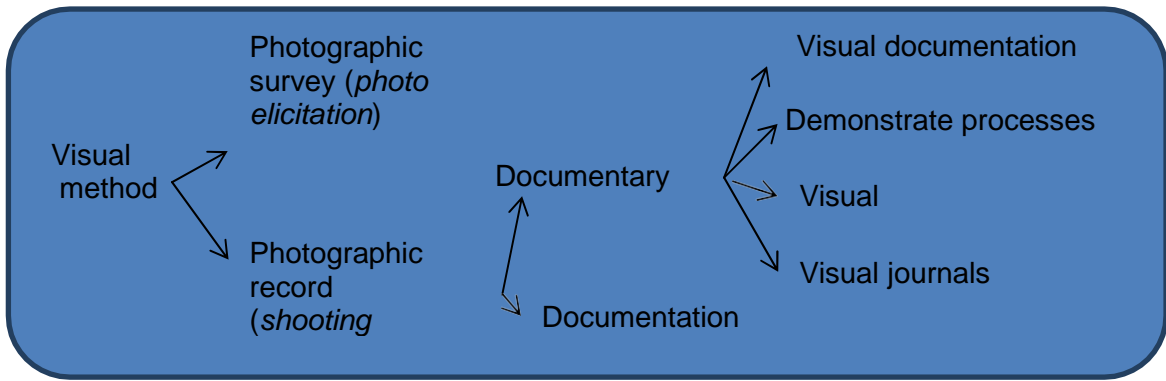 Visual
method
Photographic
survey (photo
elicitation)
Photographic
record
(shooting
Documentary
Documentation
Visual documentation
Demonstrate processes
Visual
Visual journals